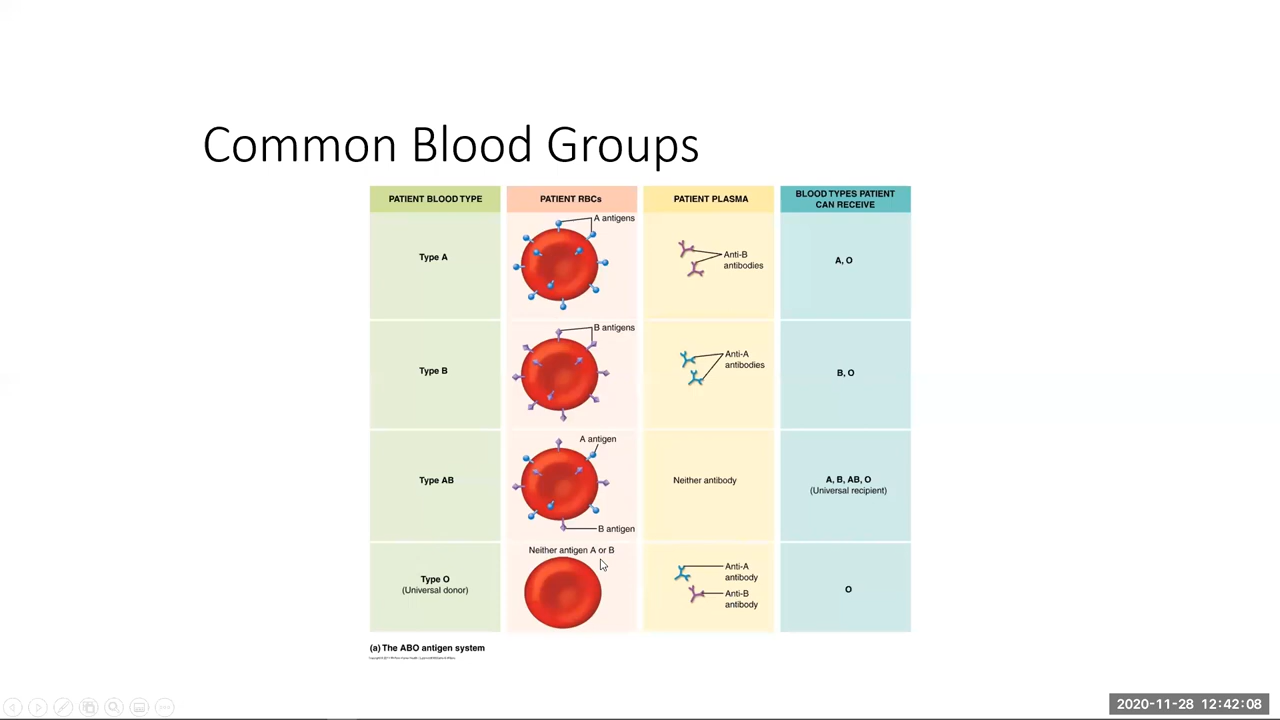 Common Blood Groups
PATIENT BLOOD TYPE
PATIENT RBCs
PATIENT PLASMA
BLOOD TYPES PATIENT
CAN RECEIVE
Type A
A antigens
Anti-B
antibodies
A, O
Type B
B antigens
Anti-A
antibodies
B, O
Type AB
A antigen
B antigen
Neither antibody
A, B, AB, O
(Universal recipient)
Type O
(Universal donor)
Neither antigen A or B
Anti-A
antibody
Anti-B
antibody
O
(a) The ABO antigen system
2020-11-28 12:42:08